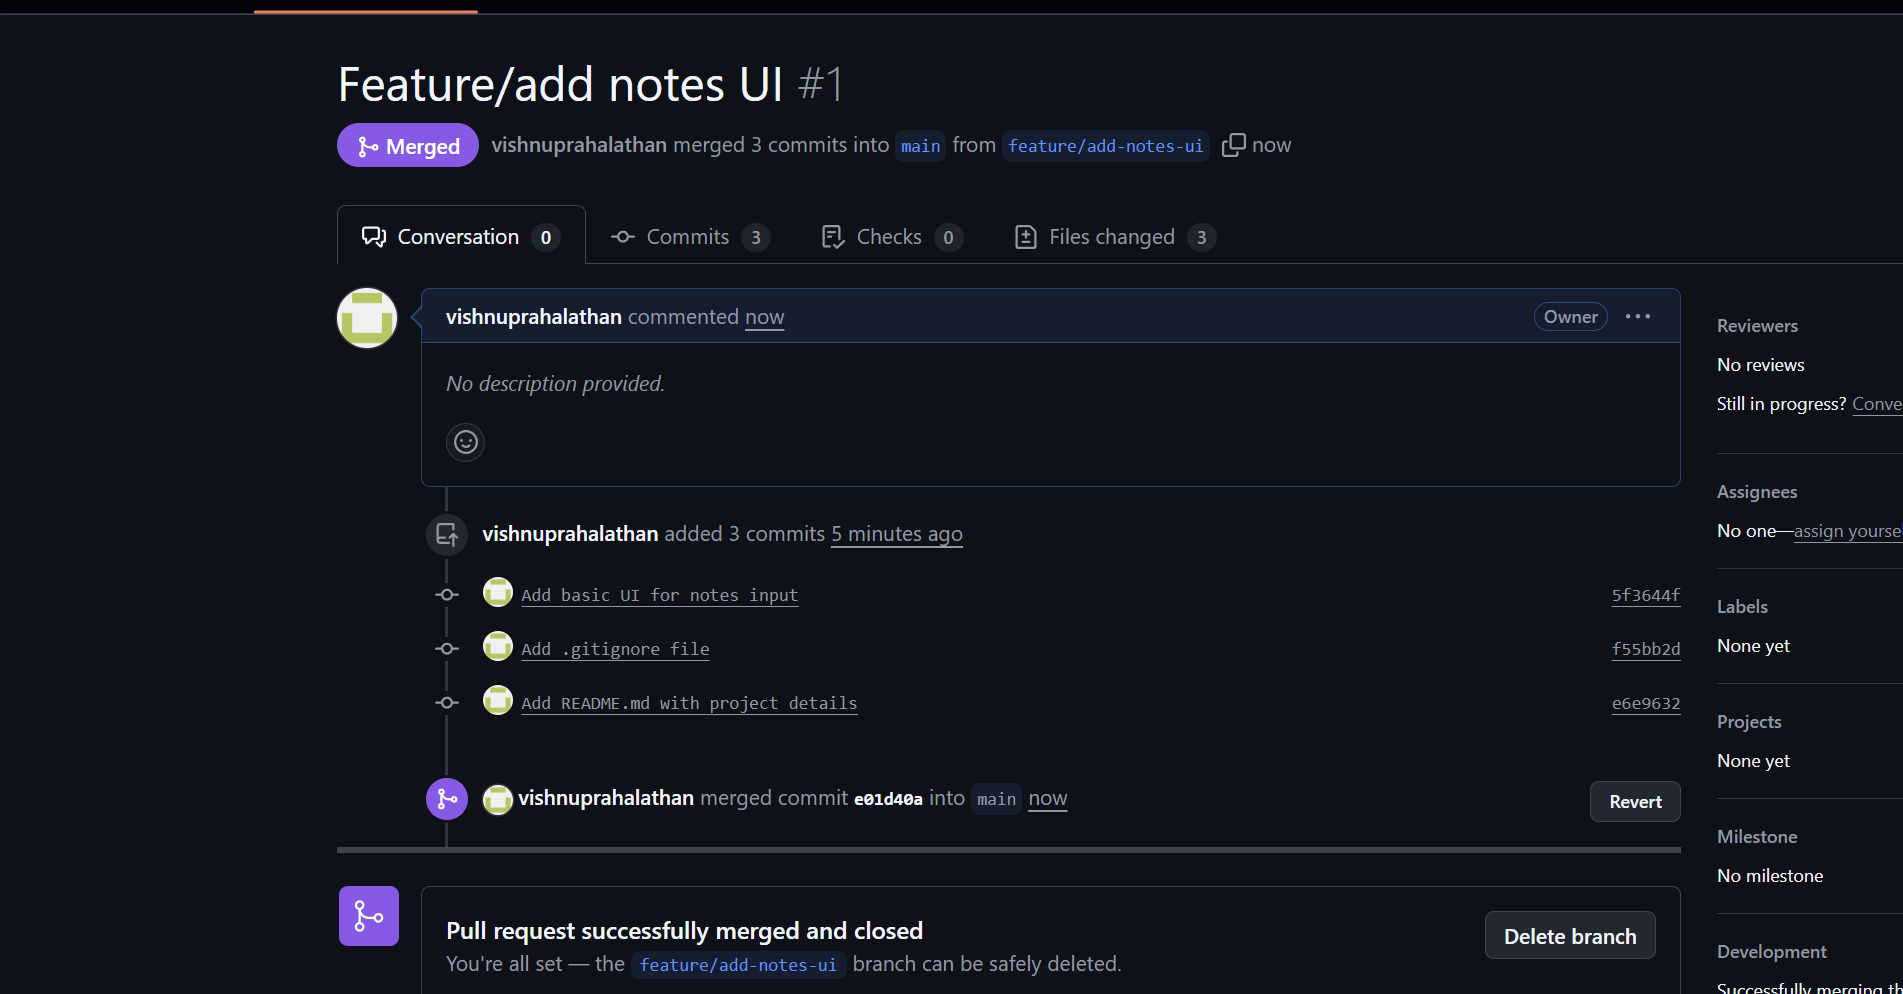 Feature/add notes UI #1
Merged vishnuprahalathan merged 3 commits into main from feature/add-notes-ui now
Conversation 0 Commits 3 Checks 0 Files changed 3
vishnuprahalathan commented now Owner
No description provided.
Reviewers
No reviews
Still in progress? Conve
vishnuprahalathan added 3 commits 5 minutes ago
Add basic UI for notes input 5f3644f
Add .gitignore file f55bb2d
Add README.md with project details e6e9632
vishnuprahalathan merged commit e01d40a into main now Revert
Assignees
No one—assign yourse
Labels
None yet
Projects
None yet
Milestone
No milestone
Development
Successfully merging th
Pull request successfully merged and closed
You're all set — the feature/add-notes-ui branch can be safely deleted.
Delete branch